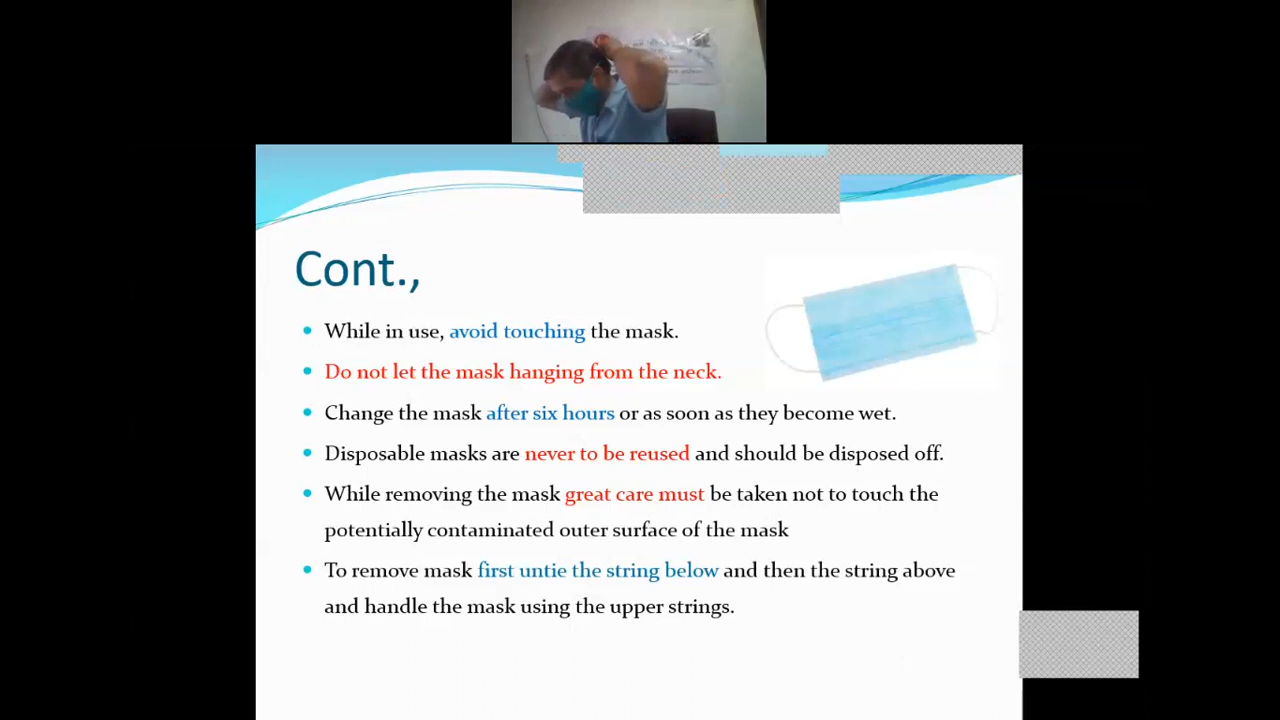 Cont.,
While in use, avoid touching the mask.
Do not let the mask hanging from the neck.
Change the mask after six hours or as soon as they become wet.
Disposable masks are never to be reused and should be disposed off.
While removing the mask great care must be taken not to touch the
potentially contaminated outer surface of the mask
To remove mask first untie the string below and then the string above
and handle the mask using the upper strings.